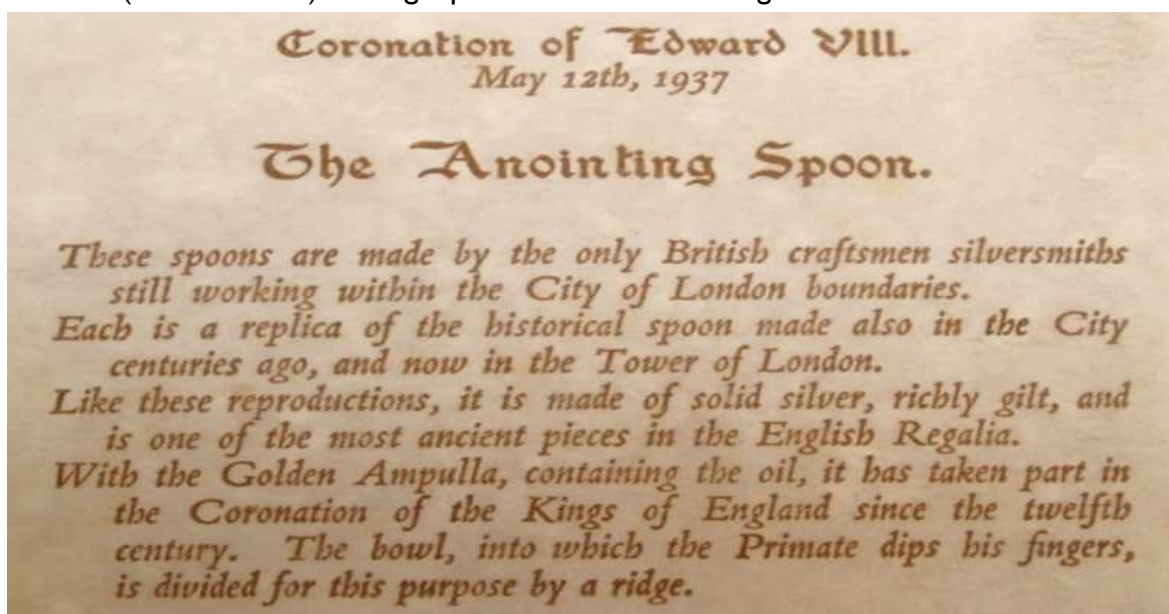 Coronation of Edward VIII.
May 12th, 1937
The Anointing Spoon.
These spoons are made by the only British craftsmen silversmiths
still working within the City of London boundaries.
Each is a replica of the historical spoon made also in the City
centuries ago, and now in the Tower of London.
Like these reproductions, it is made of solid silver, richly gilt, and
is one of the most ancient pieces in the English Regalia.
With the Golden Ampulla, containing the oil, it has taken part in
the Coronation of the Kings of England since the twelfth
century. The bowl, into which the Primate dips his fingers,
is divided for this purpose by a ridge.